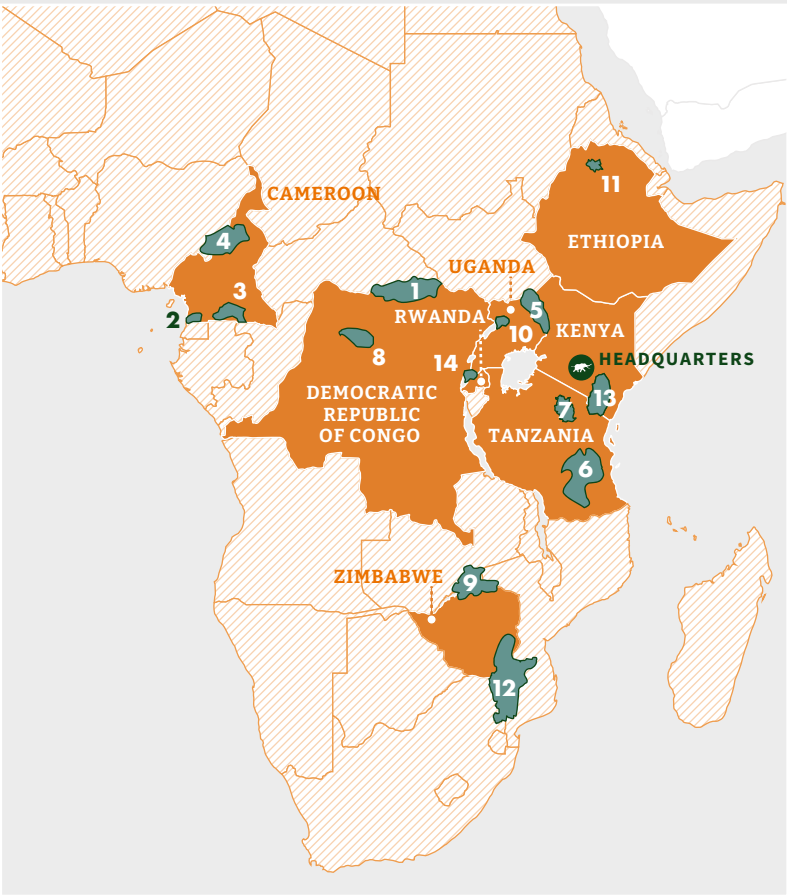 11
CAMEROON
4
ETHIOPIA
UGANDA
3
1
5
2
RWANDA
10
KENYA
8
14
HEADQUARTERS
DEMOCRATIC
REPUBLIC
OF CONGO
13
7
TANZANIA
6
ZIMBABWE
9
12